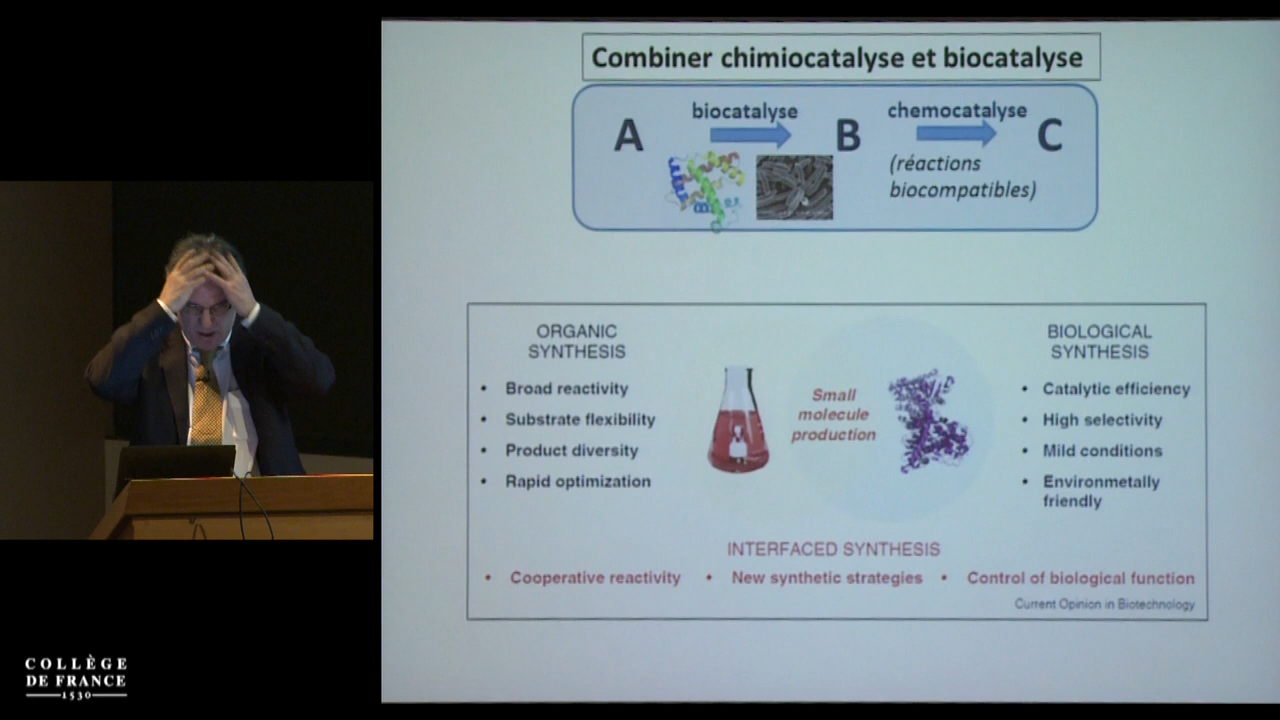 Combiner chimiocatalyse et biocatalyse
biocatalyse
chemocatalyse
A
B
C
(réactions
biocompatibles)
ORGANIC
SYNTHESIS
• Broad reactivity
• Substrate flexibility
• Product diversity
• Rapid optimization
Small
molecule
production
BIOLOGICAL
SYNTHESIS
• Catalytic efficiency
• High selectivity
• Mild conditions
• Environmetally
friendly
INTERFACED SYNTHESIS
• Cooperative reactivity • New synthetic strategies • Control of biological function
Current Opinion in Biotechnology
COLLÈGE
DE FRANCE
1530